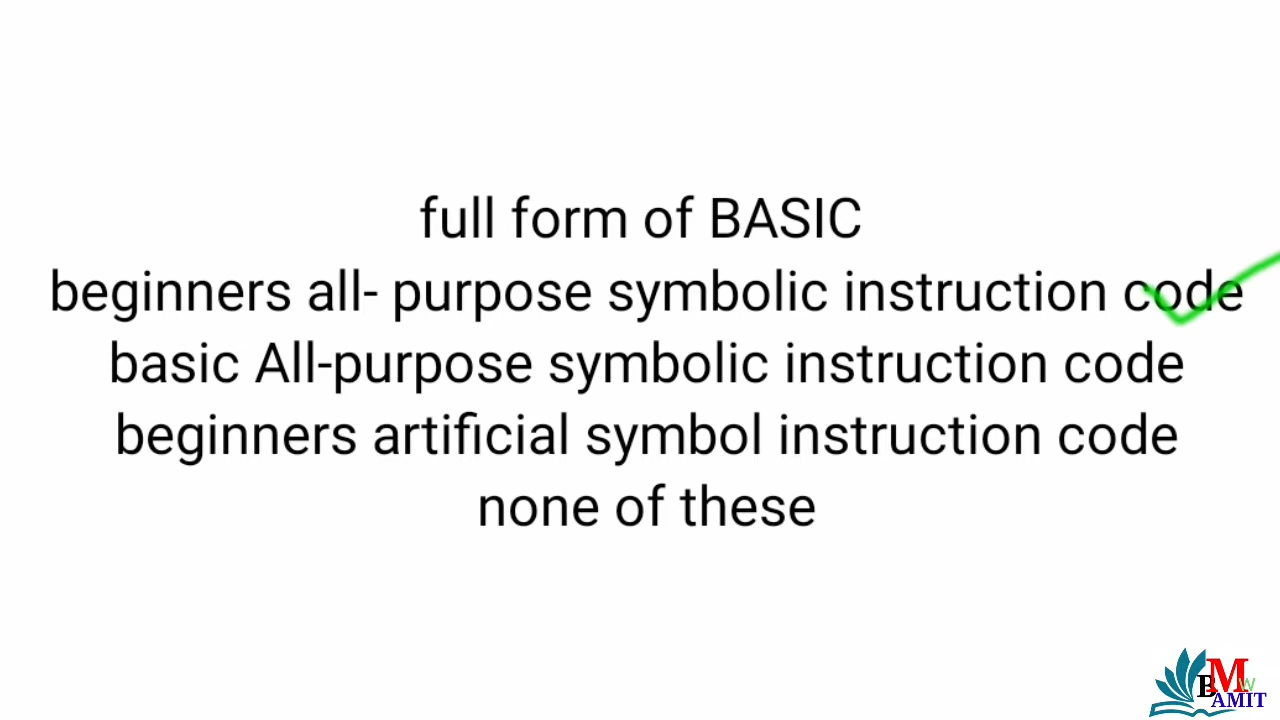 full form of BASIC
beginners all- purpose symbolic instruction code
basic All-purpose symbolic instruction code
beginners artificial symbol instruction code
none of these
B M W
AMIT